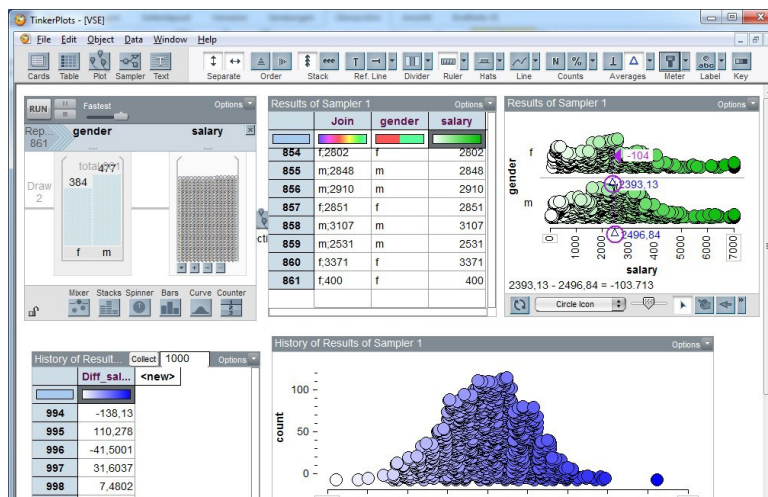 TinkerPlots - [VSE]
File Edit Object Data Window Help
Cards Table Plot Sampler Text Separate Order Stack Ref. Line Divider Ruler Hats Line Counts Averages Meter Label Key
RUN Fastest Options
Rep...
861
gender salary
Draw
2
384 477
f m
Mixer Stacks Spinner Bars Curve Counter
Results of Sampler 1 Options
Join gender salary
854 f;2802 f 2802
855 m;2848 m 2848
856 m;2910 m 2910
857 f;2851 f 2851
858 m;3107 m 3107
859 m;2531 m 2531
860 f;3371 f 3371
861 f;400 f 400
Results of Sampler 1 Options
gender
f
-104
2393,13
m
2496,84
0 1000 2000 3000 4000 5000 6000 7000
salary
2393,13 - 2496,84 = -103.713
Circle Icon
History of Result... Collect 1000 Options
Diff_sal... <new>
994 -138,13
995 110,278
996 -41,5001
997 31,6037
998 7,4802
History of Results of Sampler 1 Options
count
100
50
0